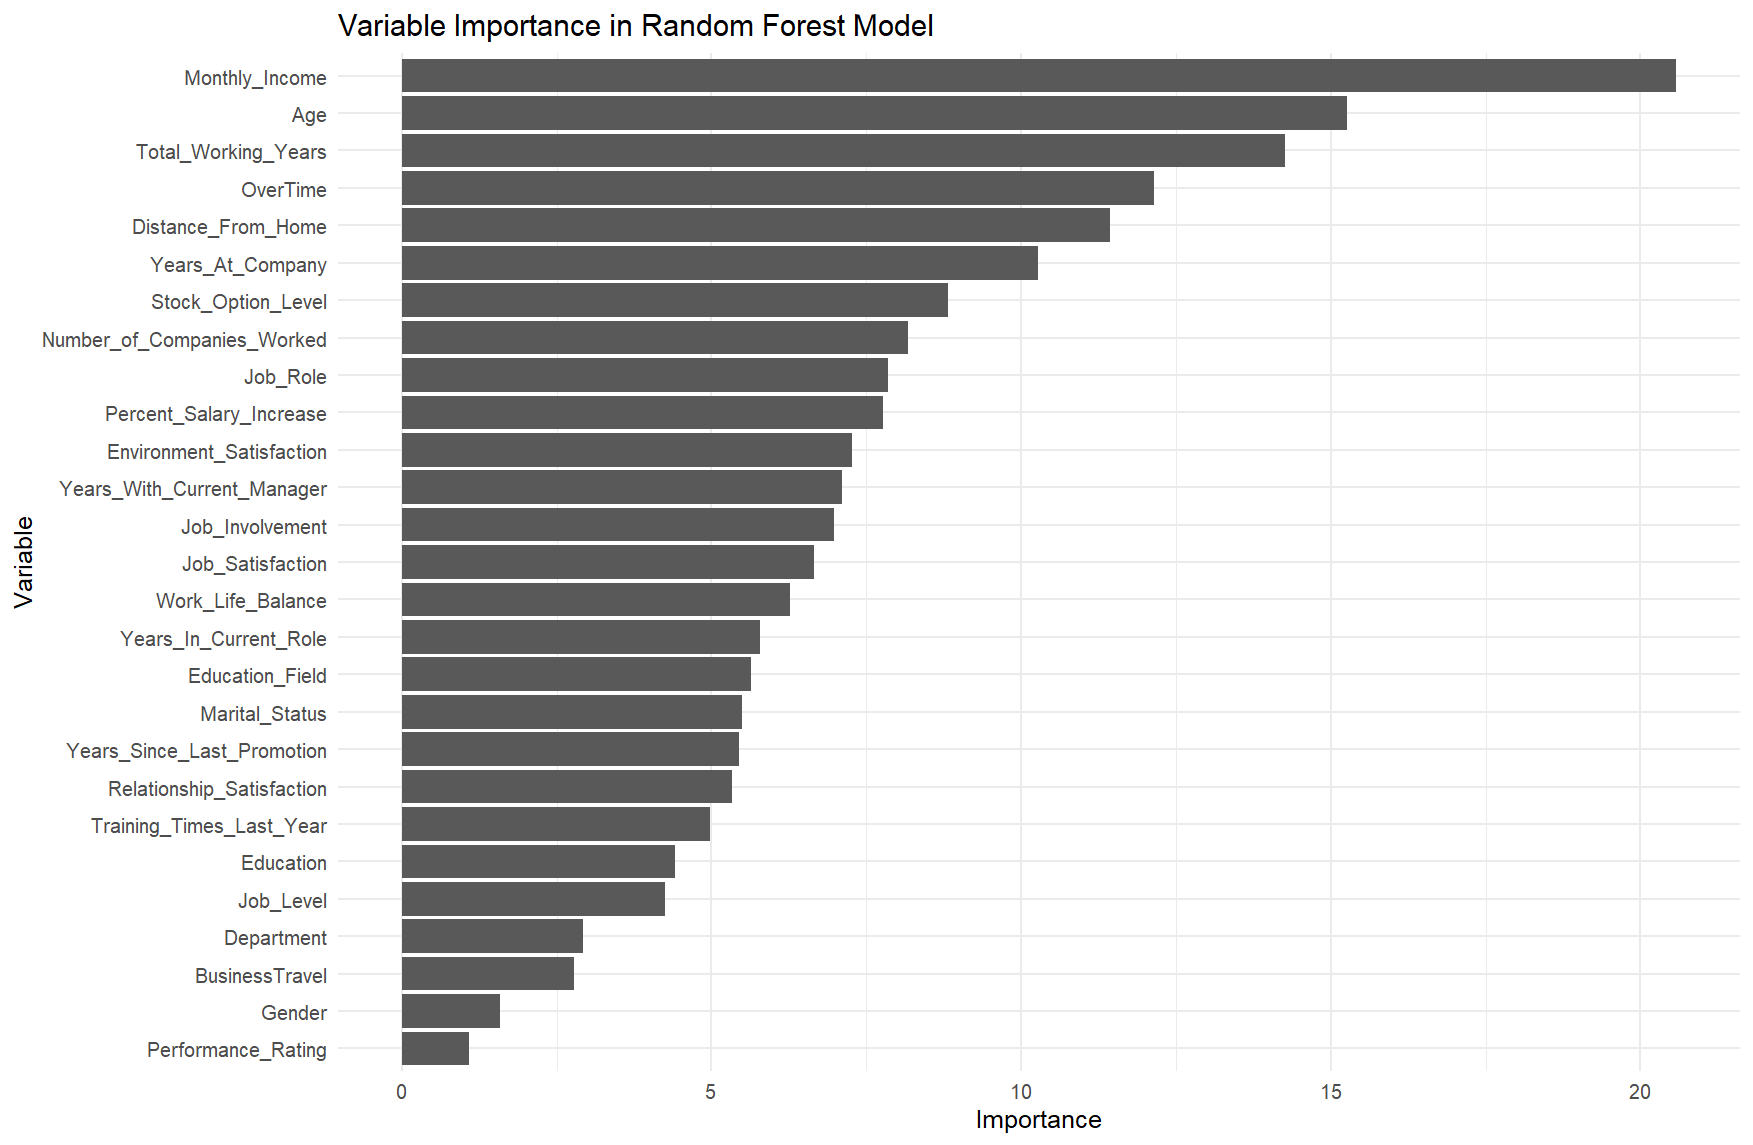 Variable Importance in Random Forest Model
Monthly_Income
Age
Total_Working_Years
OverTime
Distance_From_Home
Years_At_Company
Stock_Option_Level
Number_of_Companies_Worked
Job_Role
Percent_Salary_Increase
Environment_Satisfaction
Years_With_Current_Manager
Job_Involvement
Job_Satisfaction
Work_Life_Balance
Years_In_Current_Role
Education_Field
Marital_Status
Years_Since_Last_Promotion
Relationship_Satisfaction
Training_Times_Last_Year
Education
Job_Level
Department
BusinessTravel
Gender
Performance_Rating
Variable
0 5 10 15 20
Importance